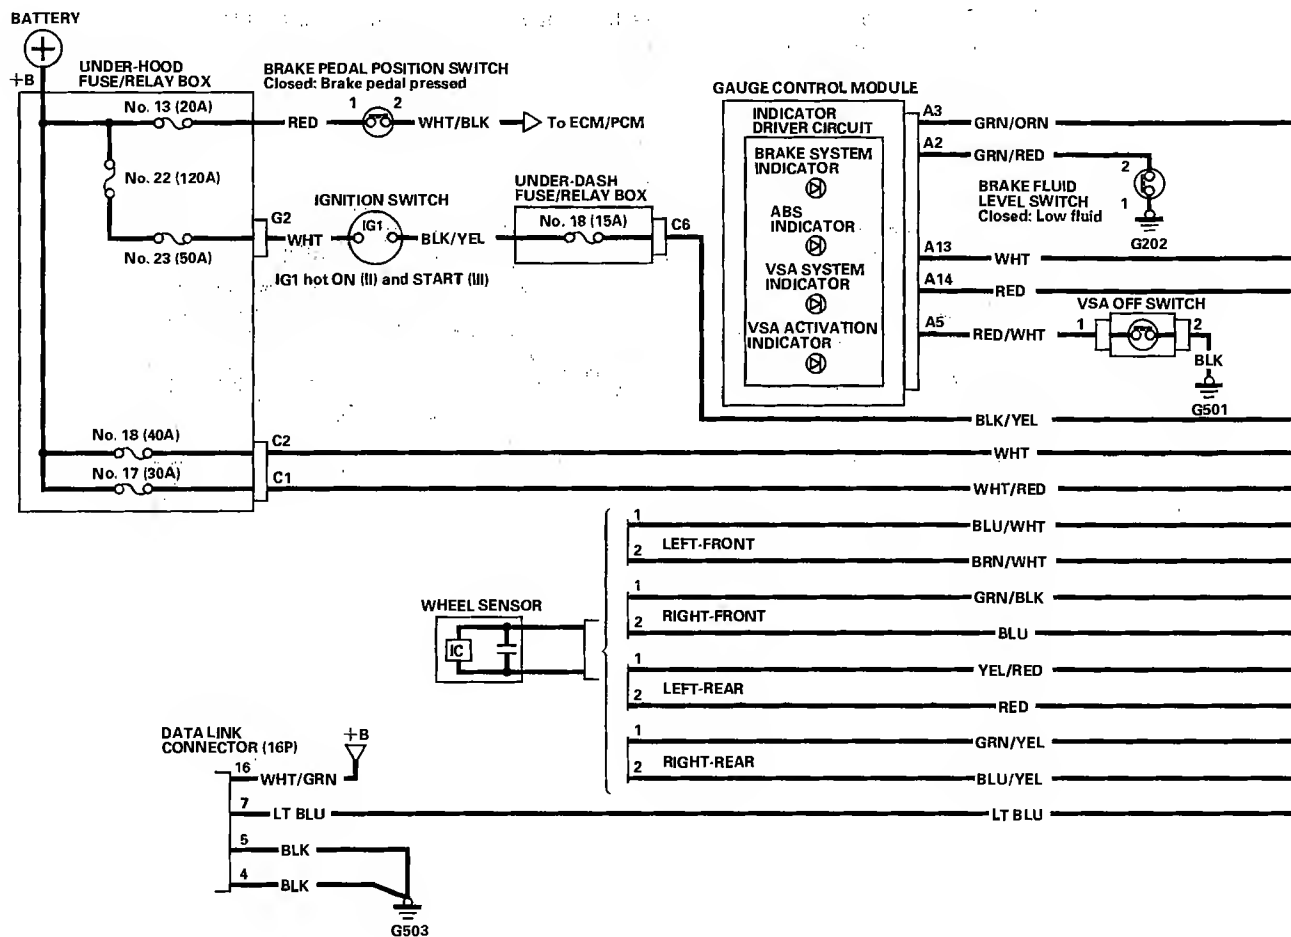 BATTERY
+B
UNDER-HOOD
FUSE/RELAY BOX
No. 13 (20A)
No. 22 (120A)
No. 23 (50A)
G2
BRAKE PEDAL POSITION SWITCH
Closed: Brake pedal pressed
1
2
RED
WHT/BLK
To ECM/PCM
IGNITION SWITCH
WHT
IG1
BLK/YEL
IG1 hot ON (II) and START (III)
UNDER-DASH
FUSE/RELAY BOX
No. 18 (15A)
C6
GAUGE CONTROL MODULE
INDICATOR
DRIVER CIRCUIT
BRAKE SYSTEM
INDICATOR
ABS
INDICATOR
VSA SYSTEM
INDICATOR
VSA ACTIVATION
INDICATOR
A3
GRN/ORN
A2
GRN/RED
2
1
BRAKE FLUID
LEVEL SWITCH
Closed: Low fluid
G202
A13
WHT
A14
RED
VSA OFF SWITCH
A5
RED/WHT
1
2
BLK
G501
BLK/YEL
No. 18 (40A)
C2
WHT
No. 17 (30A)
C1
WHT/RED
1
BLU/WHT
LEFT-FRONT
2
BRN/WHT
1
GRN/BLK
RIGHT-FRONT
2
BLU
1
YEL/RED
LEFT-REAR
2
RED
1
GRN/YEL
RIGHT-REAR
2
BLU/YEL
WHEEL SENSOR
IC
DATA LINK
CONNECTOR (16P)
+B
16
WHT/GRN
7
LT BLU
LT BLU
5
BLK
4
BLK
G503